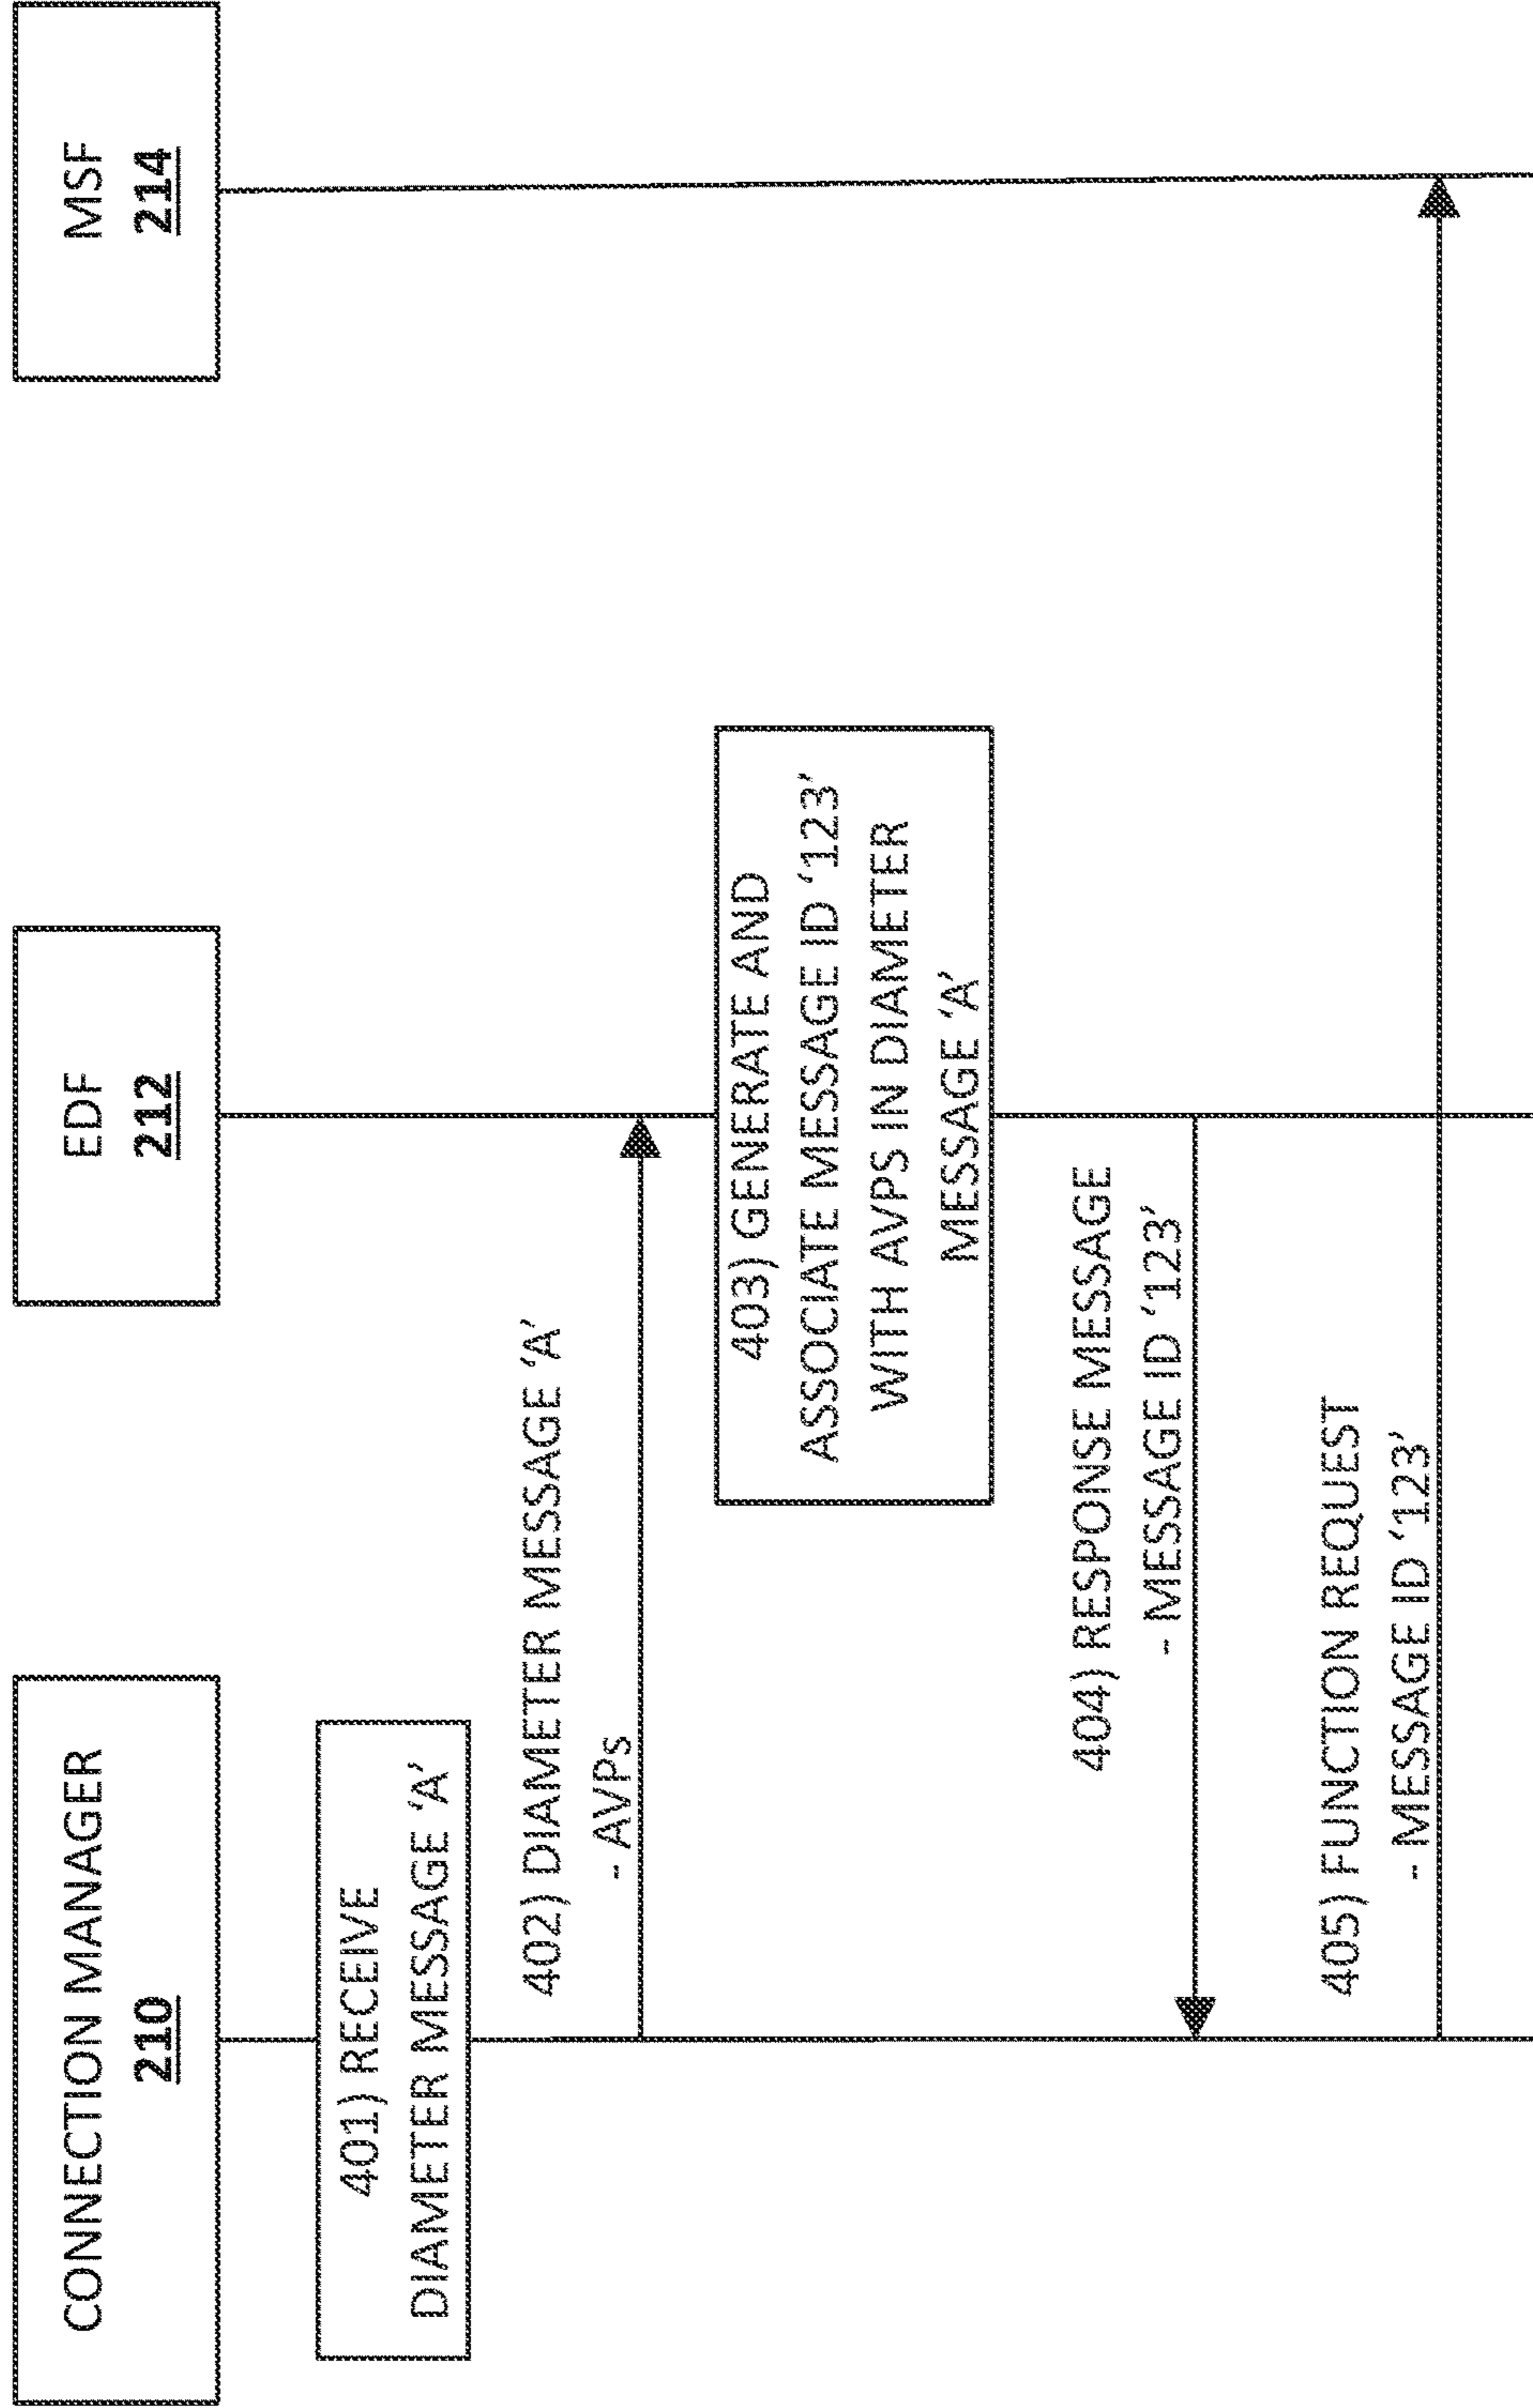 CONNECTION MANAGER
210
EDF
212
MSF
214
401) RECEIVE
DIAMETER MESSAGE ‘A’
402) DIAMETER MESSAGE ‘A’
- AVPs
403) GENERATE AND
ASSOCIATE MESSAGE ID ‘123’
WITH AVPS IN DIAMETER
MESSAGE ‘A’
404) RESPONSE MESSAGE
- MESSAGE ID ‘123’
405) FUNCTION REQUEST
- MESSAGE ID ‘123’